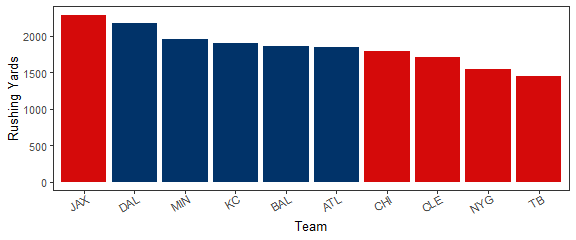 Rushing Yards
2000
1500
1000
500
0
JAX DAL MIN KC BAL ATL CHI CLE NYG TB
Team